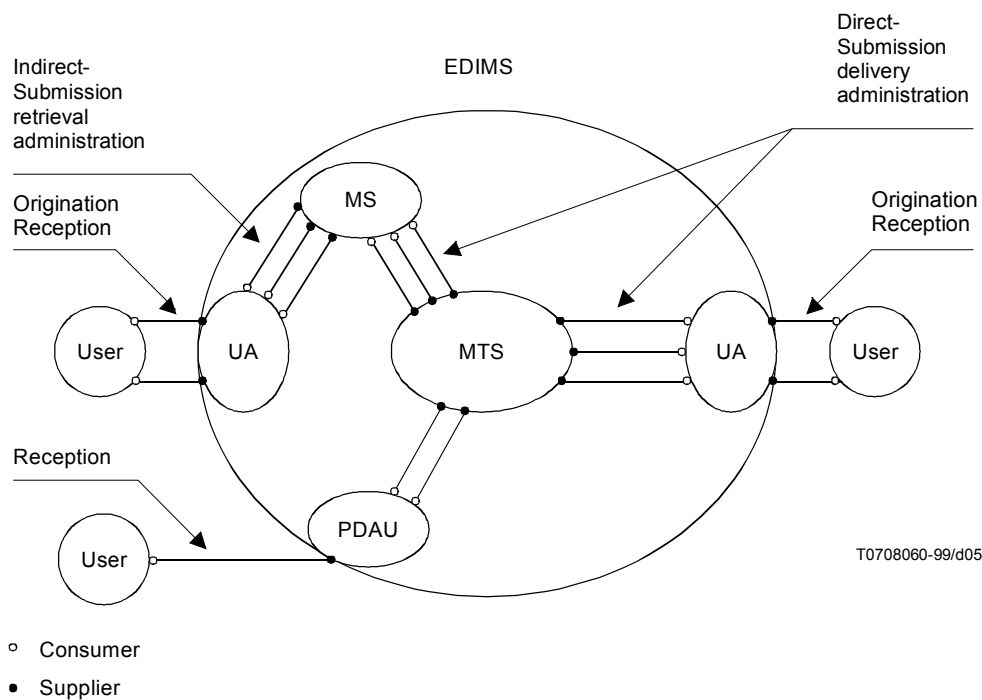 Direct-
Submission
delivery
administration
Indirect-
Submission
retrieval
administration
EDIMS
MS
Origination
Reception
Origination
Reception
User
UA
MTS
UA
User
Reception
PDAU
User
T0708060-99/d05
Consumer
Supplier